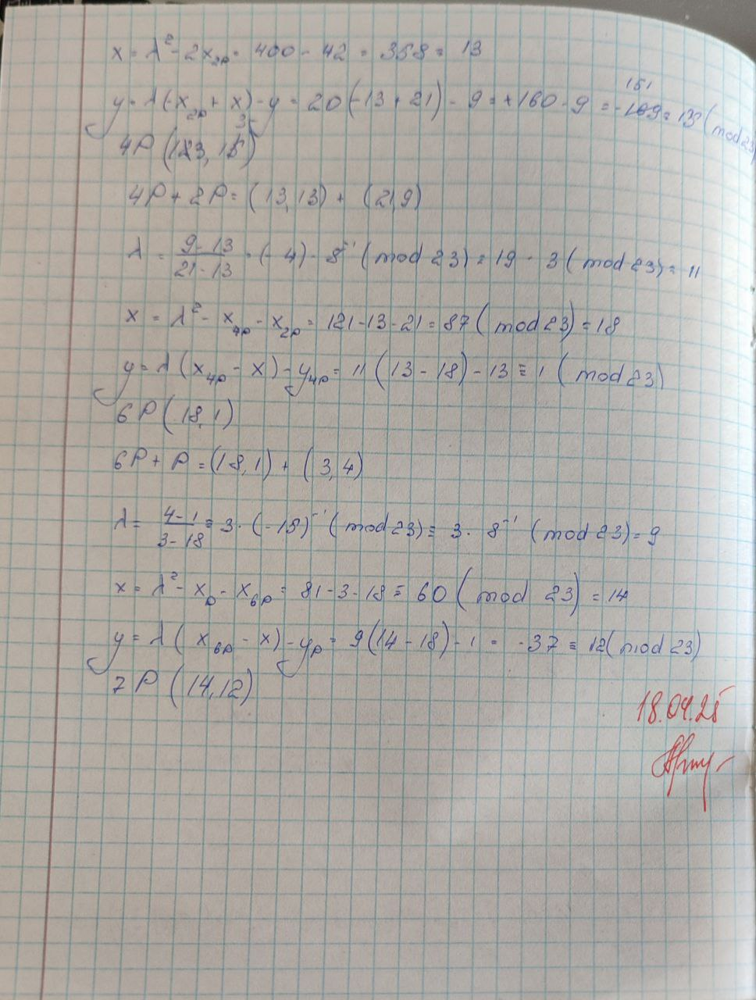 x = λ² - 2x₂ₚ = 400 - 42 = 358 = 13
y = λ(-x₂ₚ + x) - y = 20(-13 + 21) - 9 = +160 - 9 = 151 = 13 (mod 23)
4P (13, 13)
4P + 2P = (13, 13) + (21, 9)
λ = (9 - 13)/(21 - 13) = (-4) · 8⁻¹ (mod 23) = 19 · 3 (mod 23) = 11
x = λ² - x₄ₚ - x₂ₚ = 121 - 13 - 21 = 87 (mod 23) = 18
y = λ(x₄ₚ - x) - y₄ₚ = 11(13 - 18) - 13 ≡ 1 (mod 23)
6P (18, 1)
6P + P = (18, 1) + (3, 4)
λ = (4 - 1)/(3 - 18) ≡ 3 · (-15)⁻¹ (mod 23) ≡ 3 · 8⁻¹ (mod 23) = 9
x = λ² - xₚ - x₆ₚ = 81 - 3 - 18 ≡ 60 (mod 23) = 14
y = λ(x₆ₚ - x) - yₚ = 9(14 - 18) - 1 = -37 ≡ 12 (mod 23)
7P (14, 12)
18.04.25